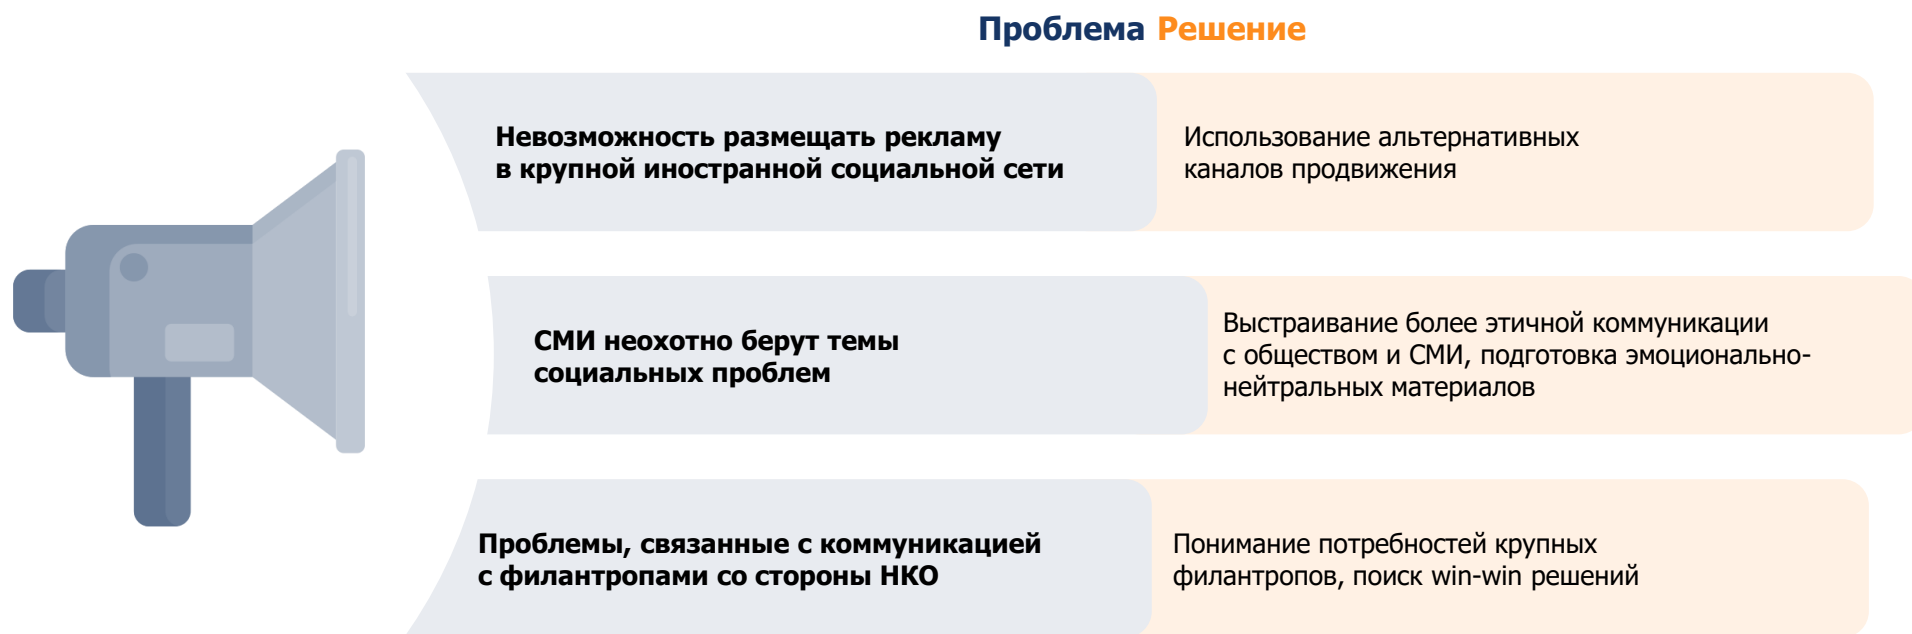 Проблема Решение
Невозможность размещать рекламу
в крупной иностранной социальной сети
Использование альтернативных
каналов продвижения
СМИ неохотно берут темы
социальных проблем
Выстраивание более этичной коммуникации
с обществом и СМИ, подготовка эмоционально-
нейтральных материалов
Проблемы, связанные с коммуникацией
с филантропами со стороны НКО
Понимание потребностей крупных
филантропов, поиск win-win решений